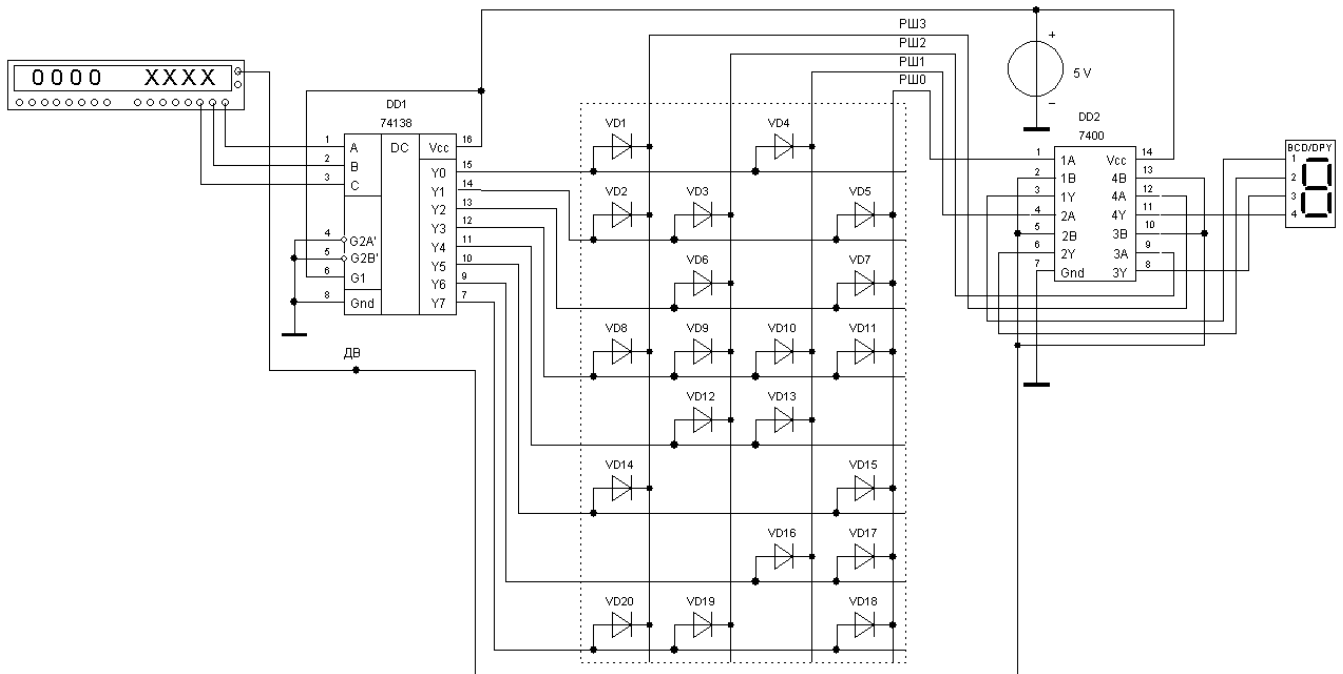 0000 XXXX
ДВ
DD1
74138
DC
1 A
2 B
3 C
4 G2A'
5 G2B'
6 G1
8 Gnd
Vcc 16
Y0 15
Y1 14
Y2 13
Y3 12
Y4 11
Y5 10
Y6 9
Y7 7
РШ3
РШ2
РШ1
РШ0
VD1 VD4
VD2 VD3 VD5
VD6 VD7
VD8 VD9 VD10 VD11
VD12 VD13
VD14 VD15
VD16 VD17
VD20 VD19 VD18
+
5 V
−
DD2
7400
1 1A Vcc 14
2 1B 4B 13
3 1Y 4A 12
4 2A 4Y 11
5 2B 3B 10
6 2Y 3A 9
7 Gnd 3Y 8
BCD/DPY
1
2
3
4
8